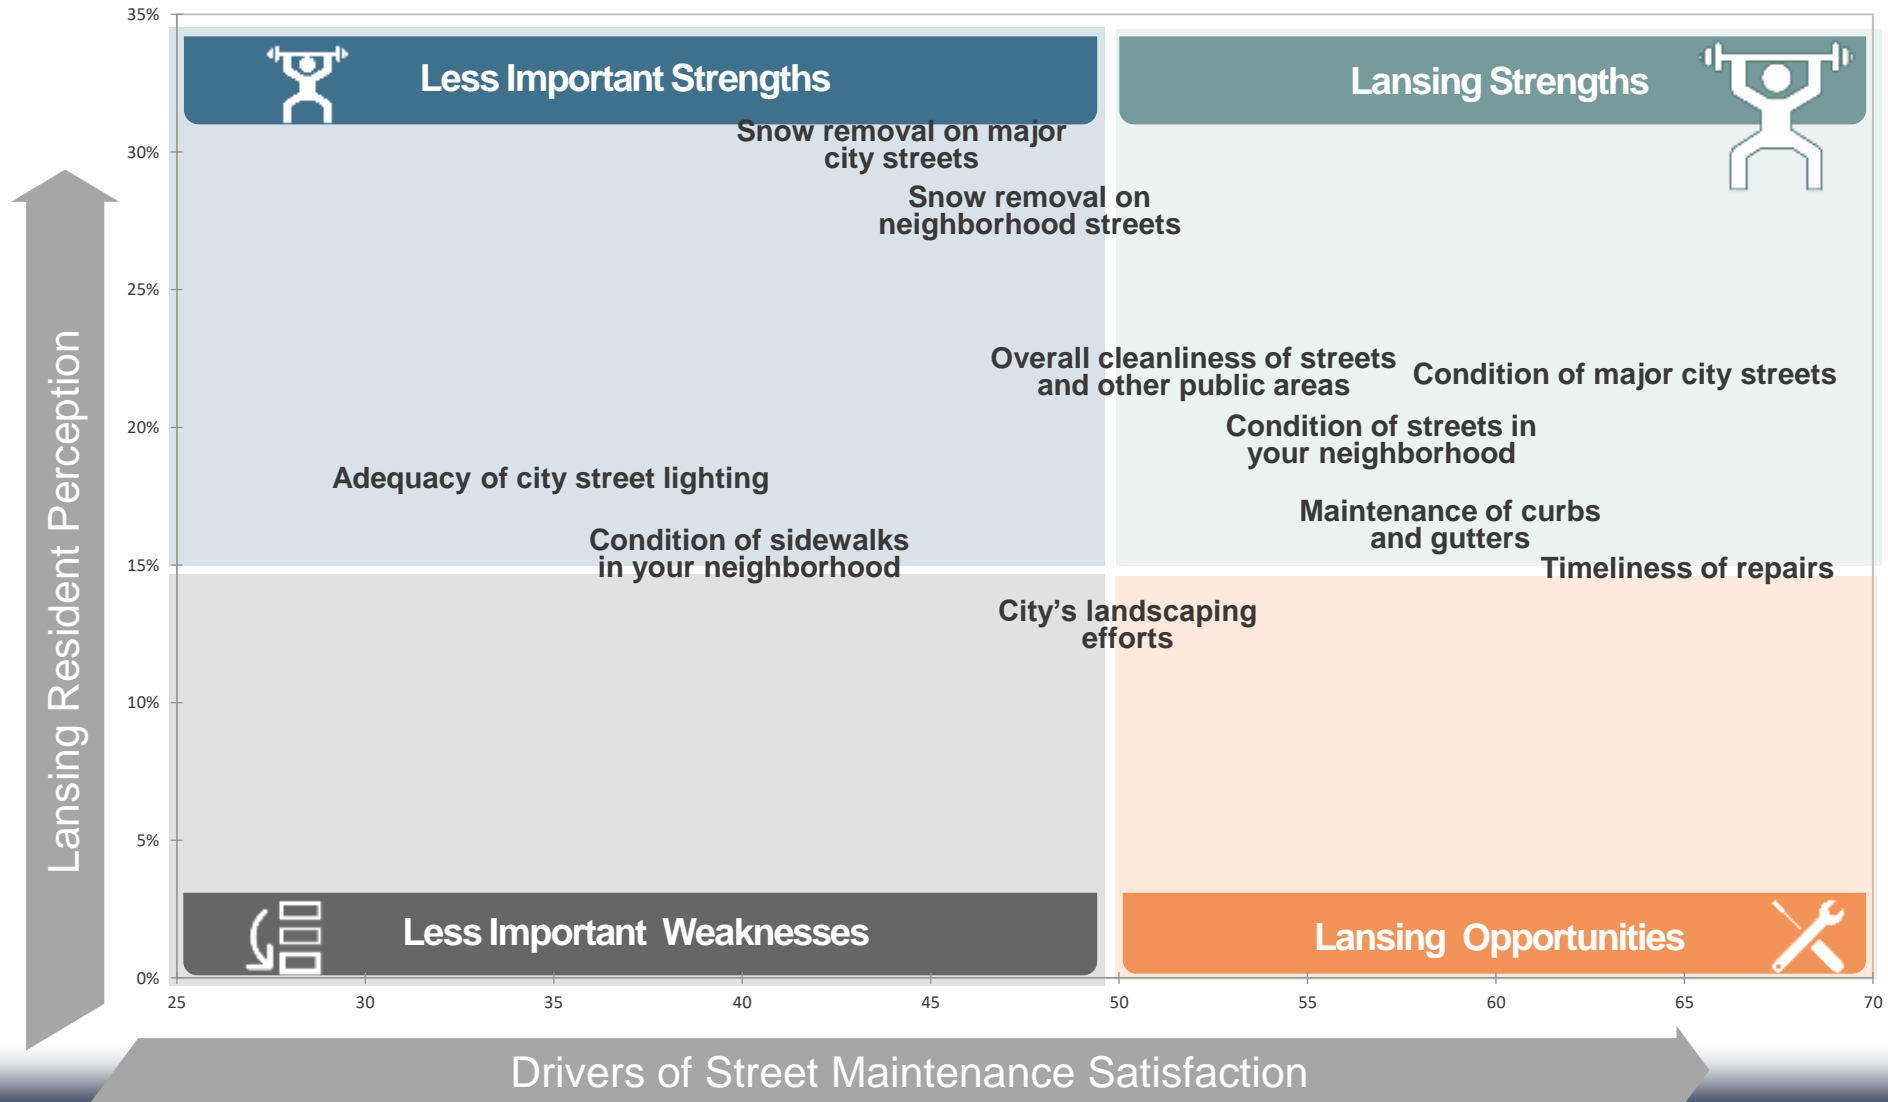 35%
Less Important Strengths
Lansing Strengths
Snow removal on major
city streets
30%
Snow removal on
neighborhood streets
25%
Overall cleanliness of streets
and other public areas
Condition of major city streets
20%
Condition of streets in
your neighborhood
Adequacy of city street lighting
Maintenance of curbs
and gutters
Condition of sidewalks
in your neighborhood
15%
Timeliness of repairs
City’s landscaping
efforts
10%
5%
Less Important Weaknesses
Lansing Opportunities
0%
25 30 35 40 45 50 55 60 65 70
Lansing Resident Perception
Drivers of Street Maintenance Satisfaction